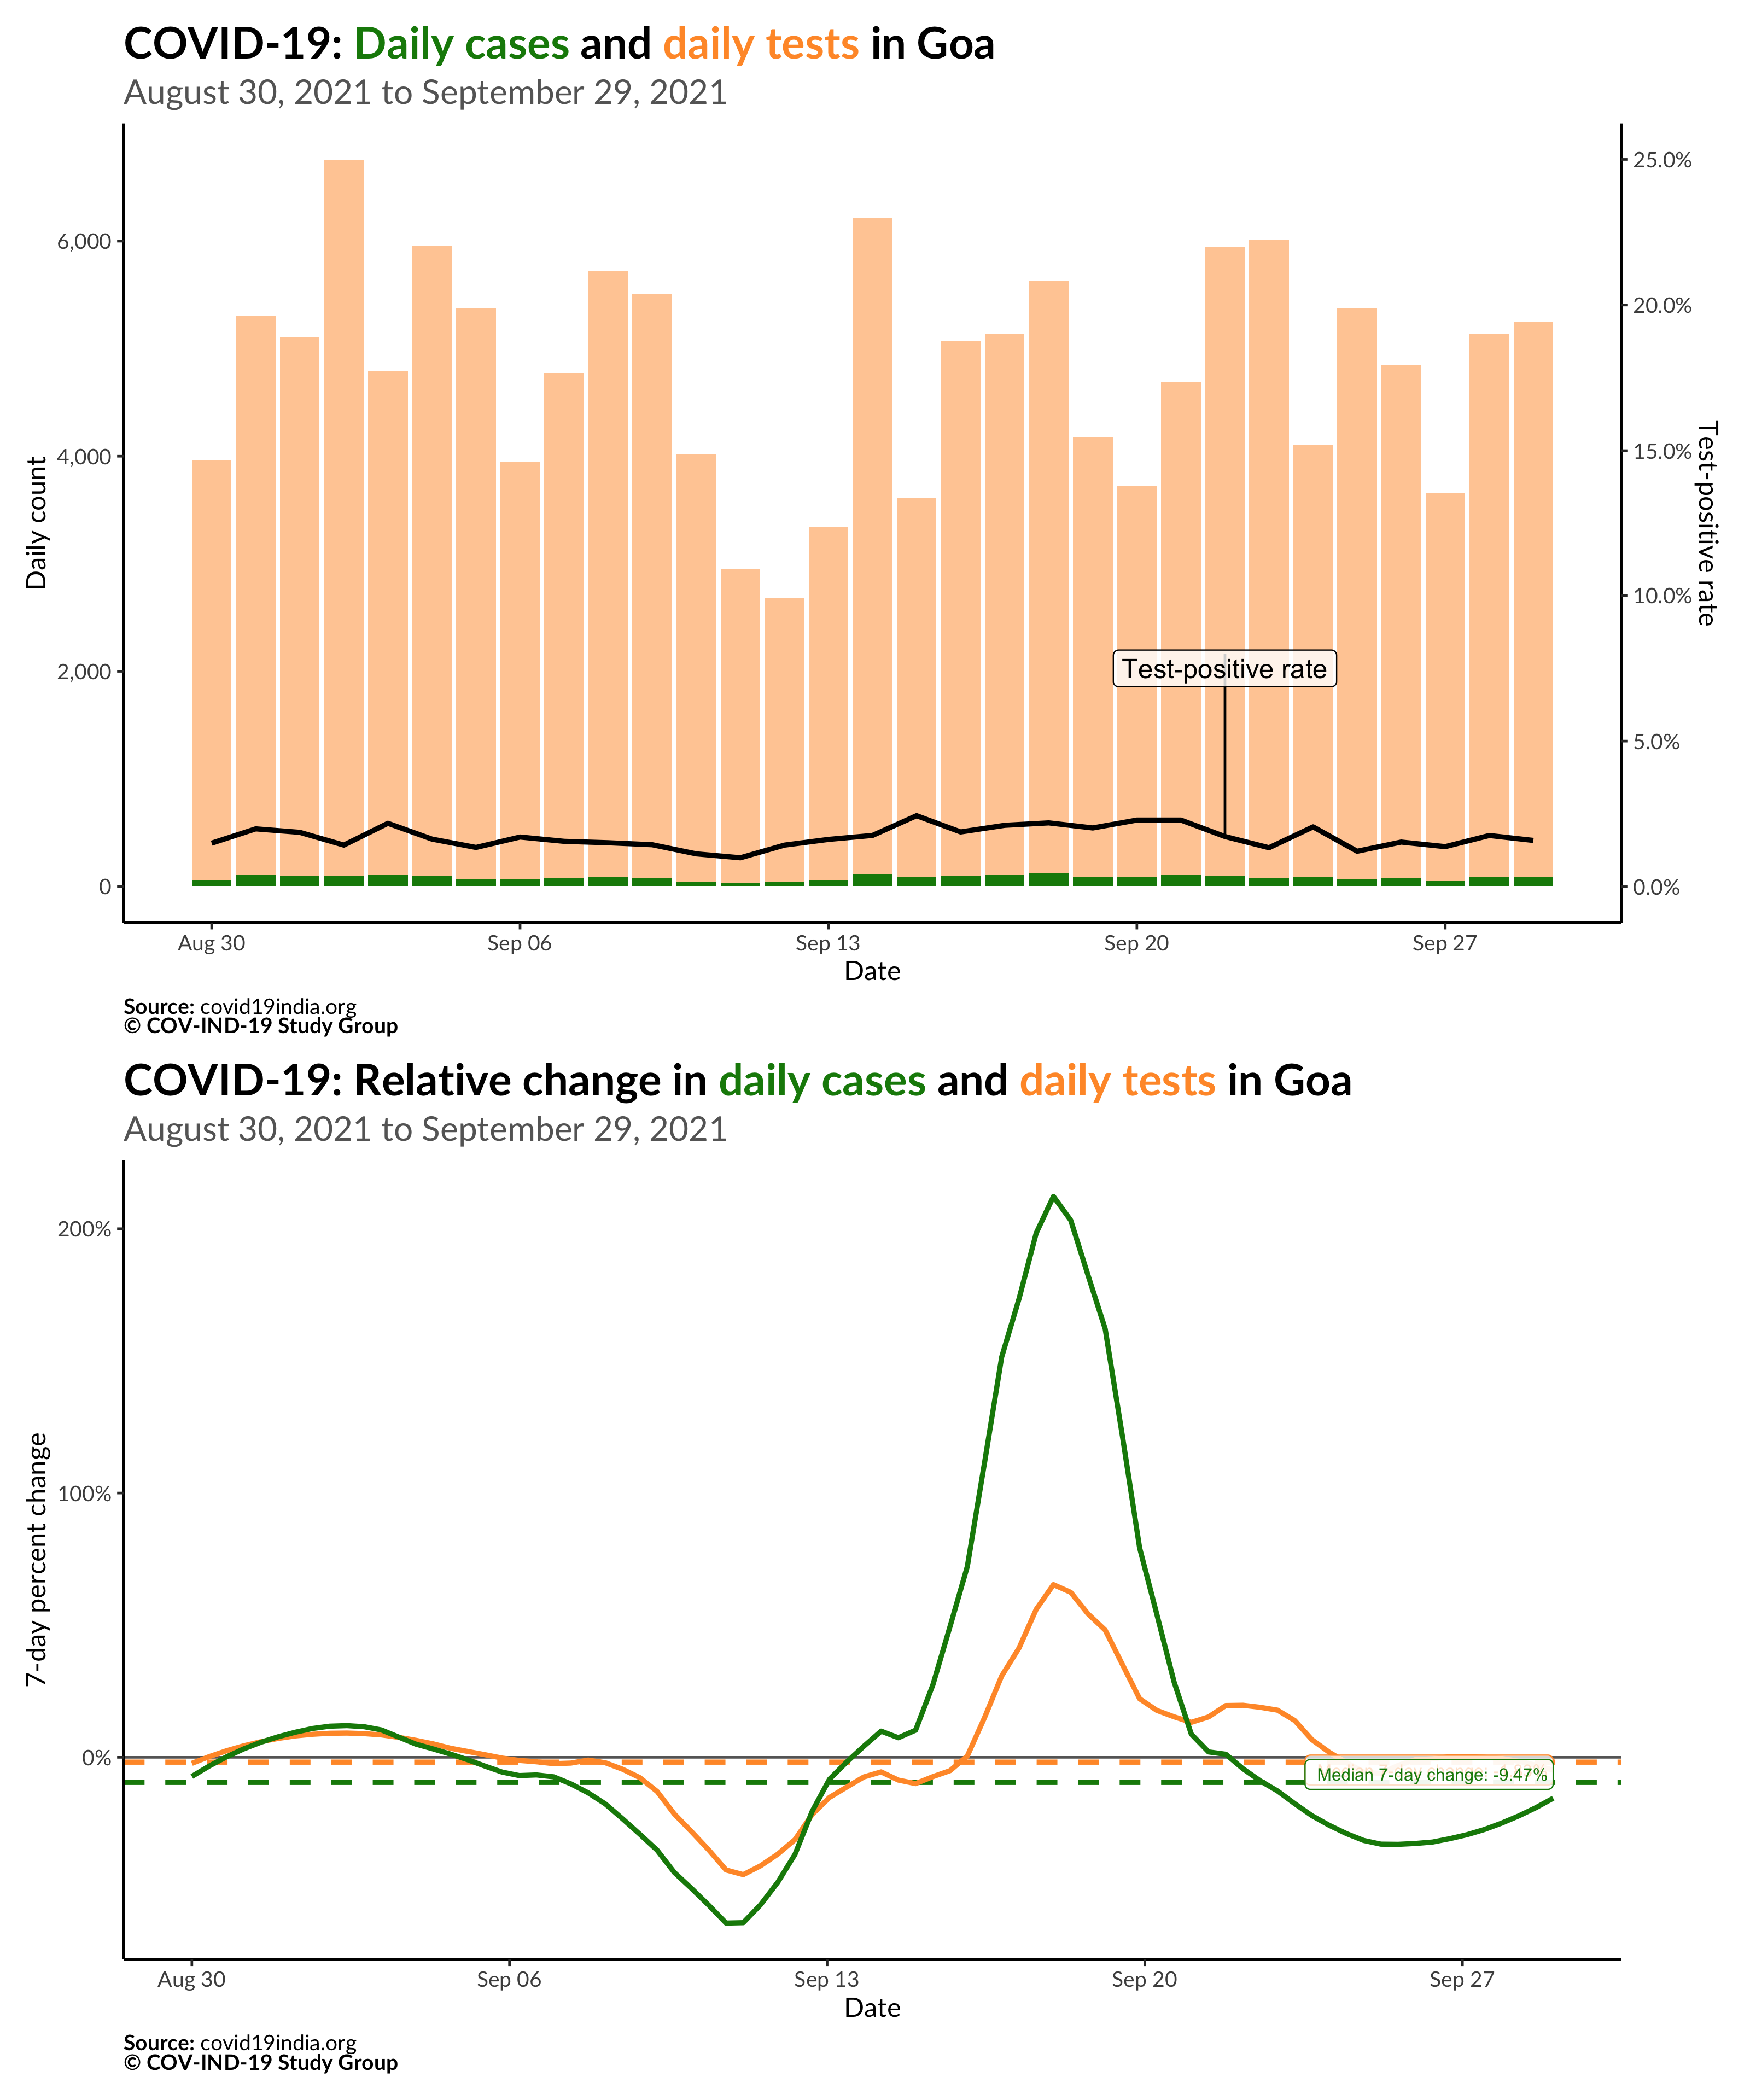 COVID-19: Daily cases and daily tests in Goa
August 30, 2021 to September 29, 2021
Daily count
6,000
4,000
2,000
0
25.0%
20.0%
15.0%
10.0%
5.0%
0.0%
Test-positive rate
Test-positive rate
Aug 30
Sep 06
Sep 13
Sep 20
Sep 27
Date
Source: covid19india.org
© COV-IND-19 Study Group
COVID-19: Relative change in daily cases and daily tests in Goa
August 30, 2021 to September 29, 2021
7-day percent change
200%
100%
0%
Median 7-day change: -9.47%
Aug 30
Sep 06
Sep 13
Sep 20
Sep 27
Date
Source: covid19india.org
© COV-IND-19 Study Group